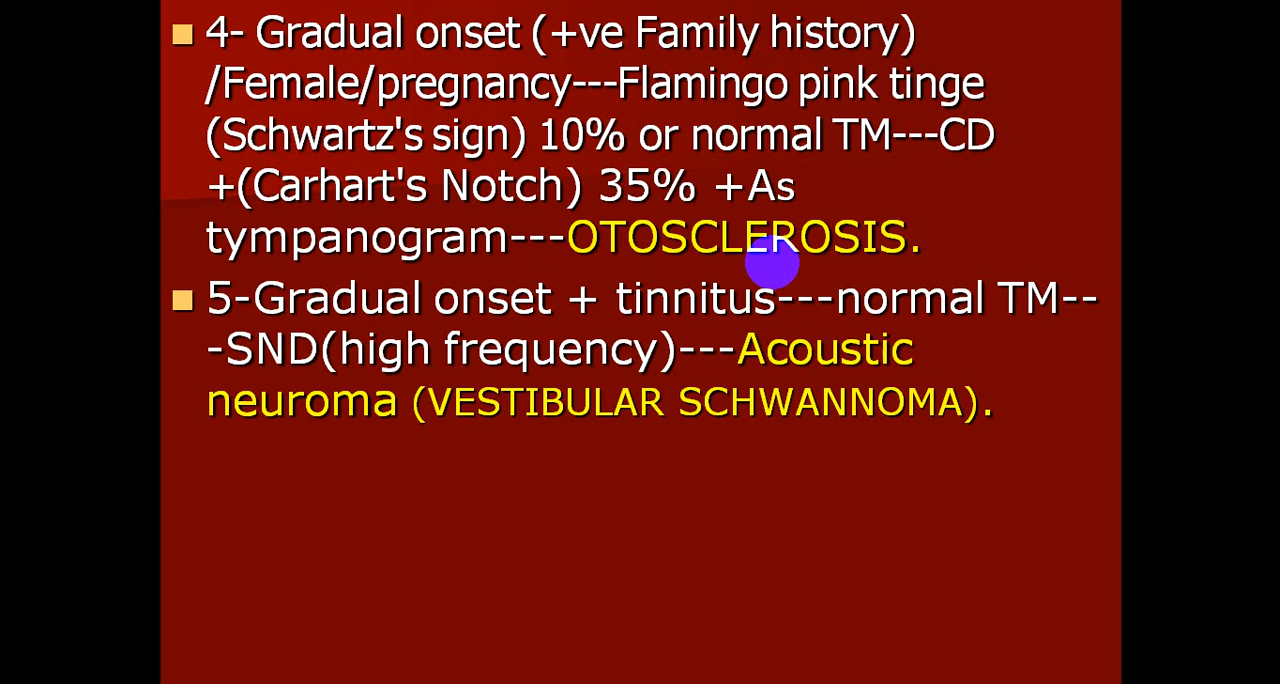 4- Gradual onset (+ve Family history)
/Female/pregnancy---Flamingo pink tinge
(Schwartz's sign) 10% or normal TM---CD
+(Carhart's Notch) 35% +As
tympanogram---OTOSCLEROSIS.
5-Gradual onset + tinnitus---normal TM--
-SND(high frequency)---Acoustic
neuroma (VESTIBULAR SCHWANNOMA).